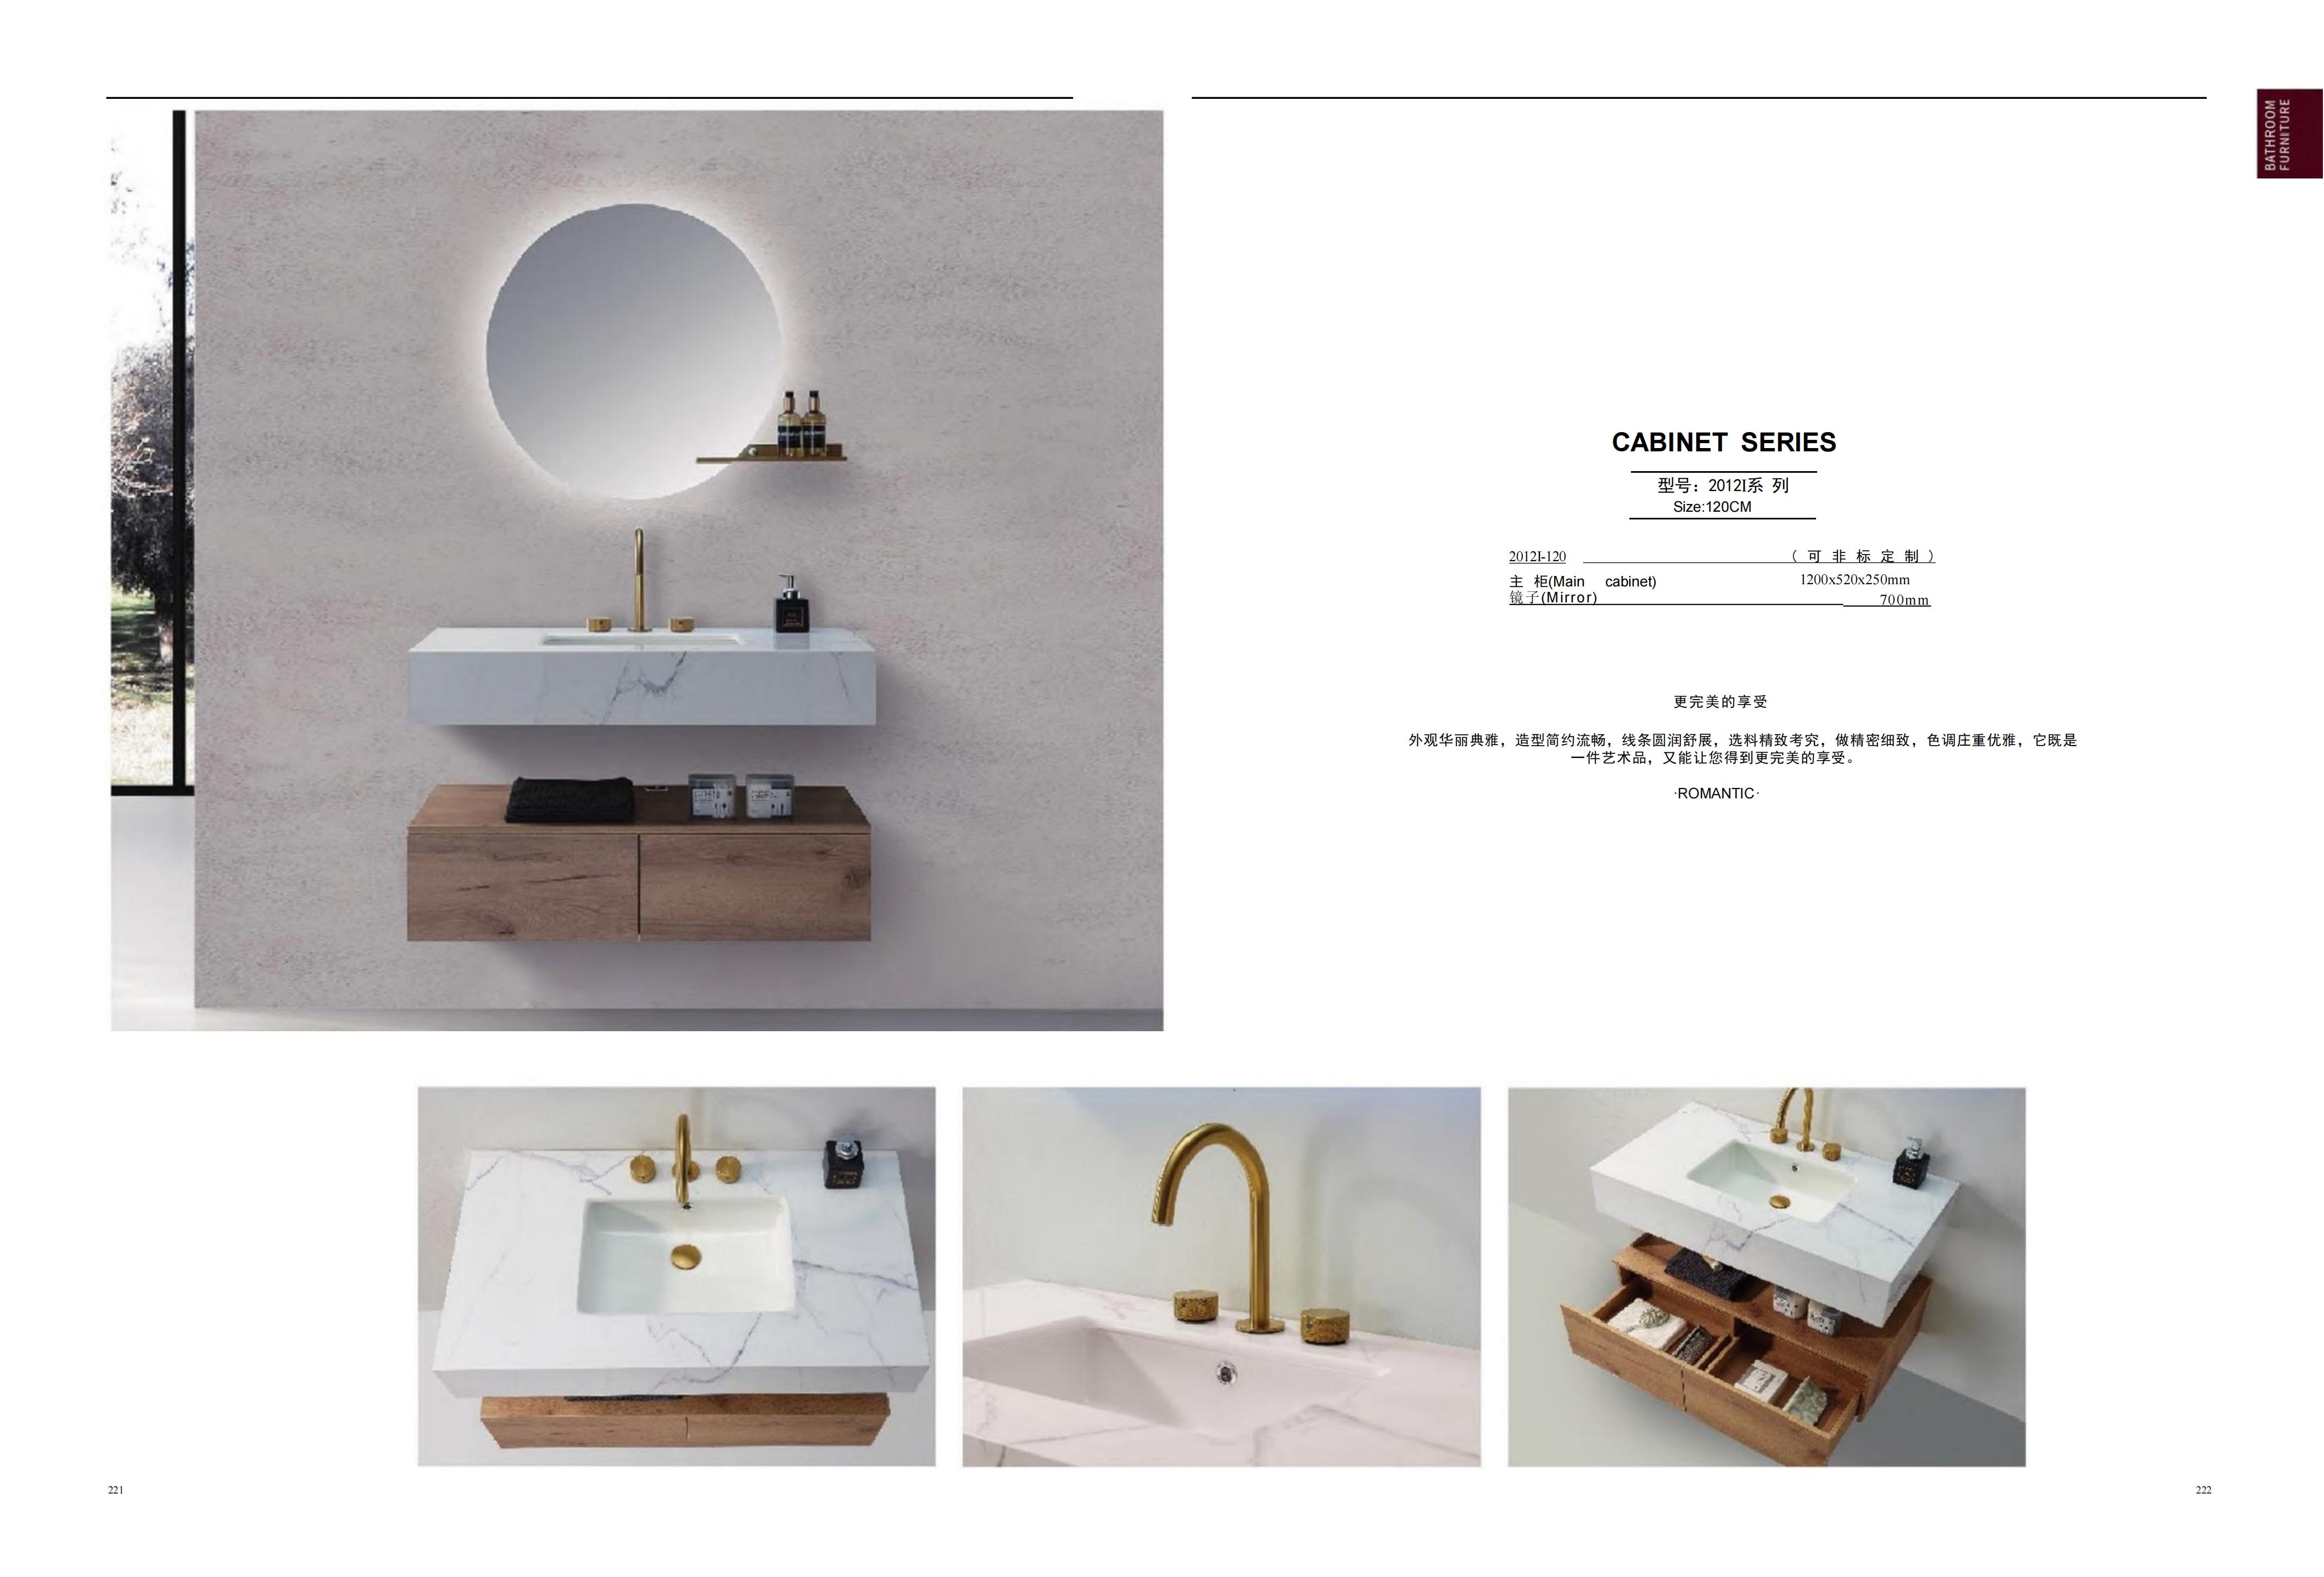 BATHROOM
FURNITURE
CABINET SERIES
型号：2012I系 列
Size:120CM
2012I-120 （ 可 非 标 定 制 ）
主 柜(Main cabinet) 1200x520x250mm
镜子(Mirror) 700mm
更完美的享受
外观华丽典雅，造型简约流畅，线条圆润舒展，选料精致考究，做精密细致，色调庄重优雅，它既是
一件艺术品，又能让您得到更完美的享受。
·ROMANTIC·
221
222